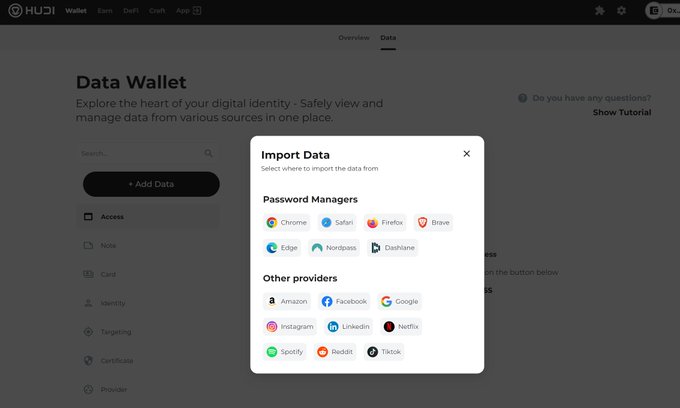 HUDI Wallet Earn DeFi Craft App 0x..
Overview Data
Data Wallet
Explore the heart of your digital identity - Safely view and
manage data from various sources in one place.
Do you have any questions?
Show Tutorial
Search...
+ Add Data
Access
Note
Card
Identity
Targeting
Certificate
Provider
Import Data
Select where to import the data from
Password Managers
Chrome Safari Firefox Brave
Edge Nordpass Dashlane
Other providers
Amazon Facebook Google
Instagram Linkedin Netflix
Spotify Reddit Tiktok
on the button below